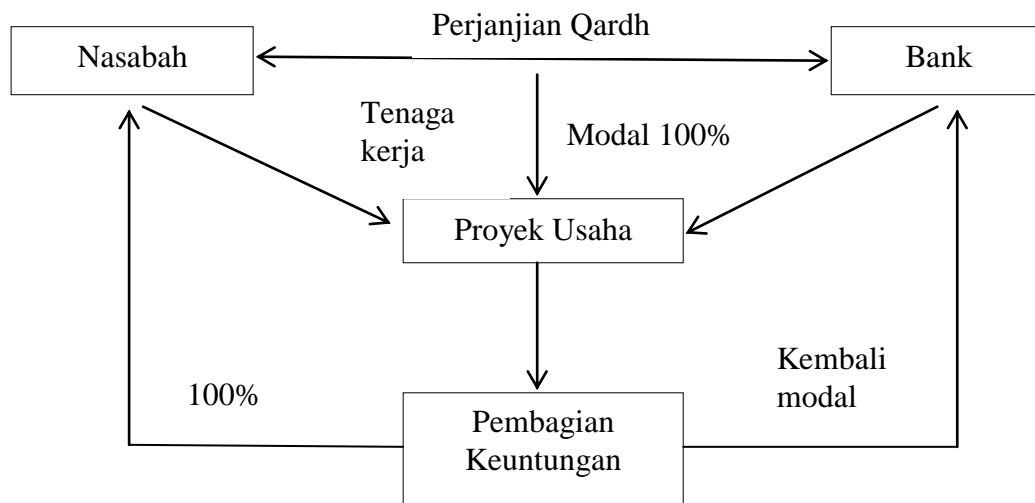 Perjanjian Qardh
Nasabah
Bank
Tenaga
kerja
Modal 100%
Proyek Usaha
100%
Kembali
modal
Pembagian
Keuntungan